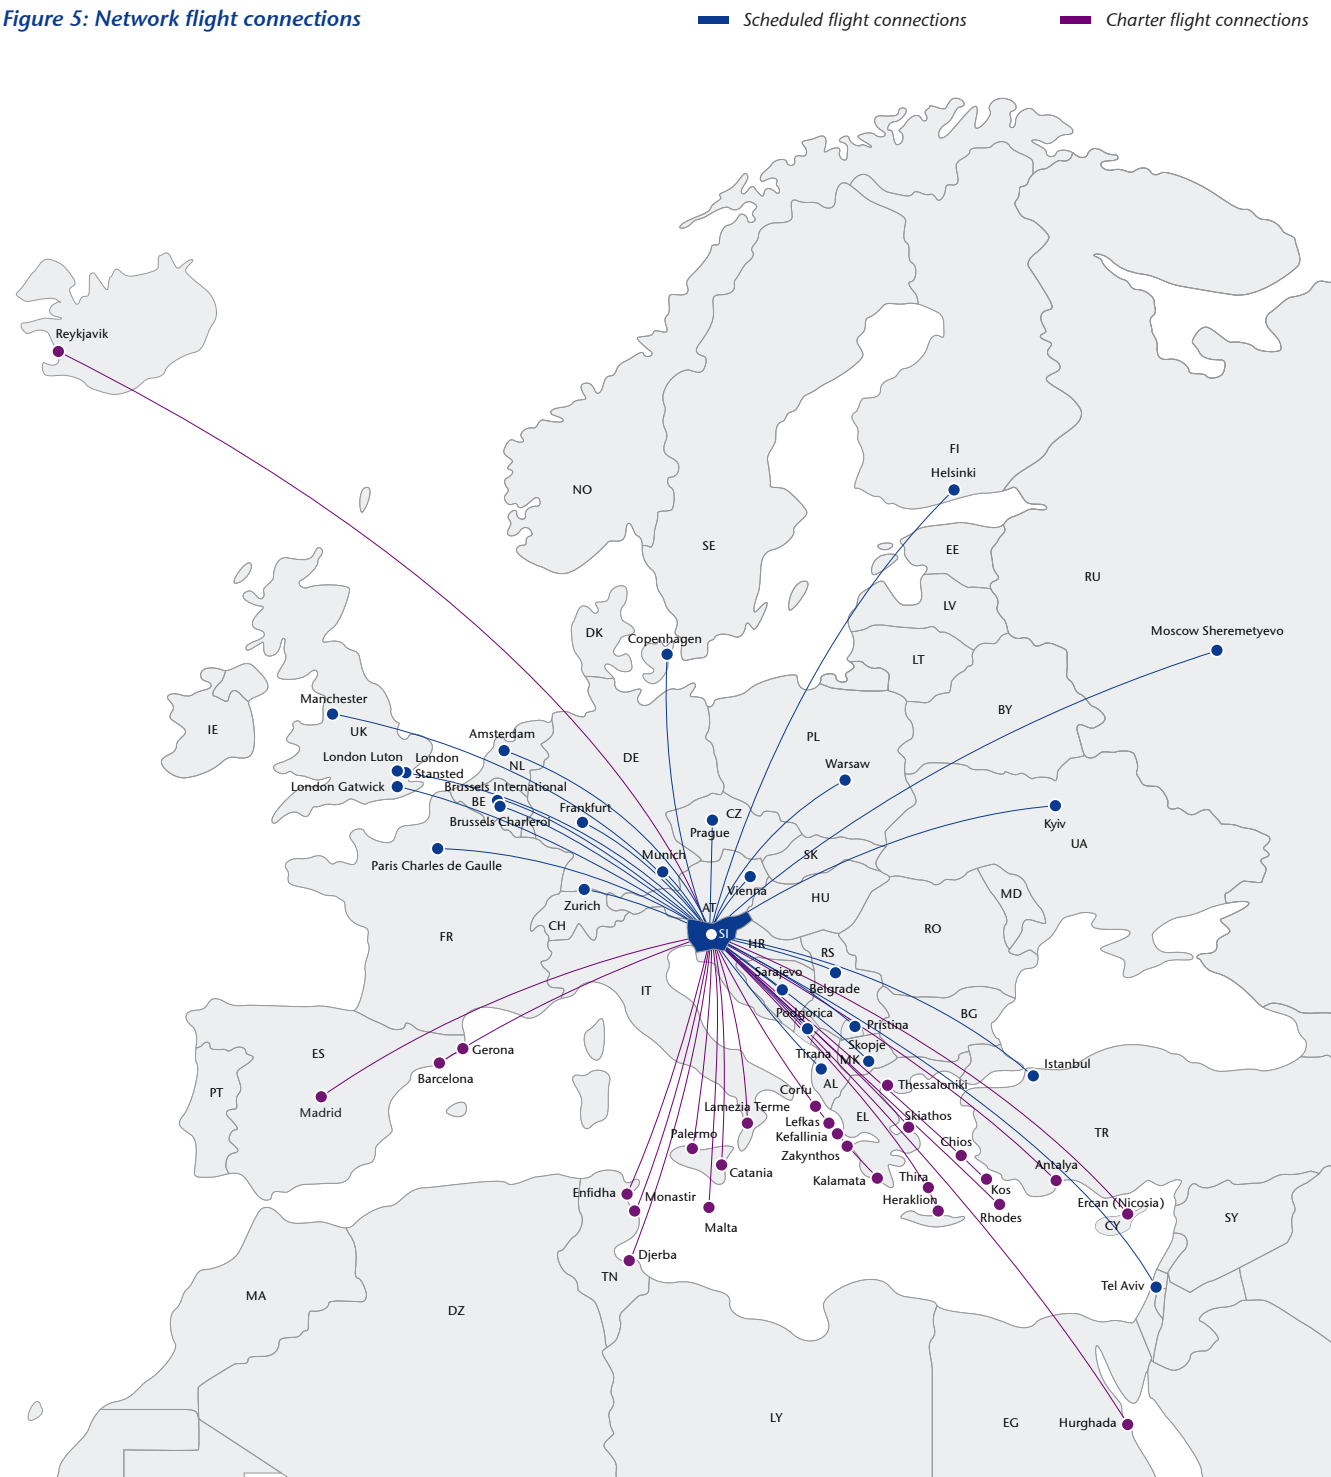 Figure 5: Network flight connections
Scheduled flight connections
Charter flight connections
Reykjavik
FI
Helsinki
NO
SE
EE
RU
LV
DK
Copenhagen
Moscow Sheremetyevo
LT
Manchester
BY
IE
UK
Amsterdam
PL
London Luton
London
Stansted
NL
DE
Warsaw
London Gatwick
Brussels International
BE
Frankfurt
CZ
Brussels Charleroi
Prague
Kyiv
UA
Paris Charles de Gaulle
Munich
SK
Vienna
Zurich
AT
HU
MD
CH
FR
SI
HR
RO
RS
Sarajevo
Belgrade
IT
Podgorica
BG
Pristina
ES
Gerona
Skopje
Tirana
MK
Istanbul
Barcelona
PT
AL
Thessaloniki
Corfu
Madrid
Lamezia Terme
Lefkas
EL
Skiathos
Palermo
Kefallinia
TR
Chios
Zakynthos
Catania
Kalamata
Thira
Antalya
Enfidha
Monastir
Kos
Heraklion
Ercan (Nicosia)
Malta
Rhodes
CY
SY
Djerba
TN
Tel Aviv
MA
DZ
LY
EG
Hurghada